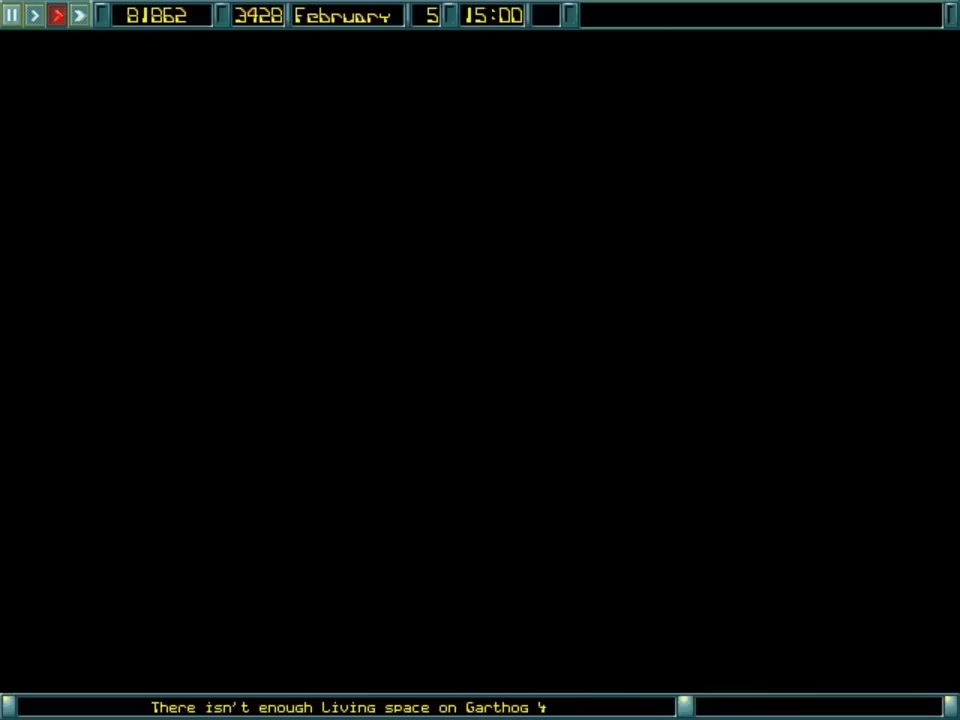 81862 3428 February 5 15:00
There isn't enough living space on Garthog 4